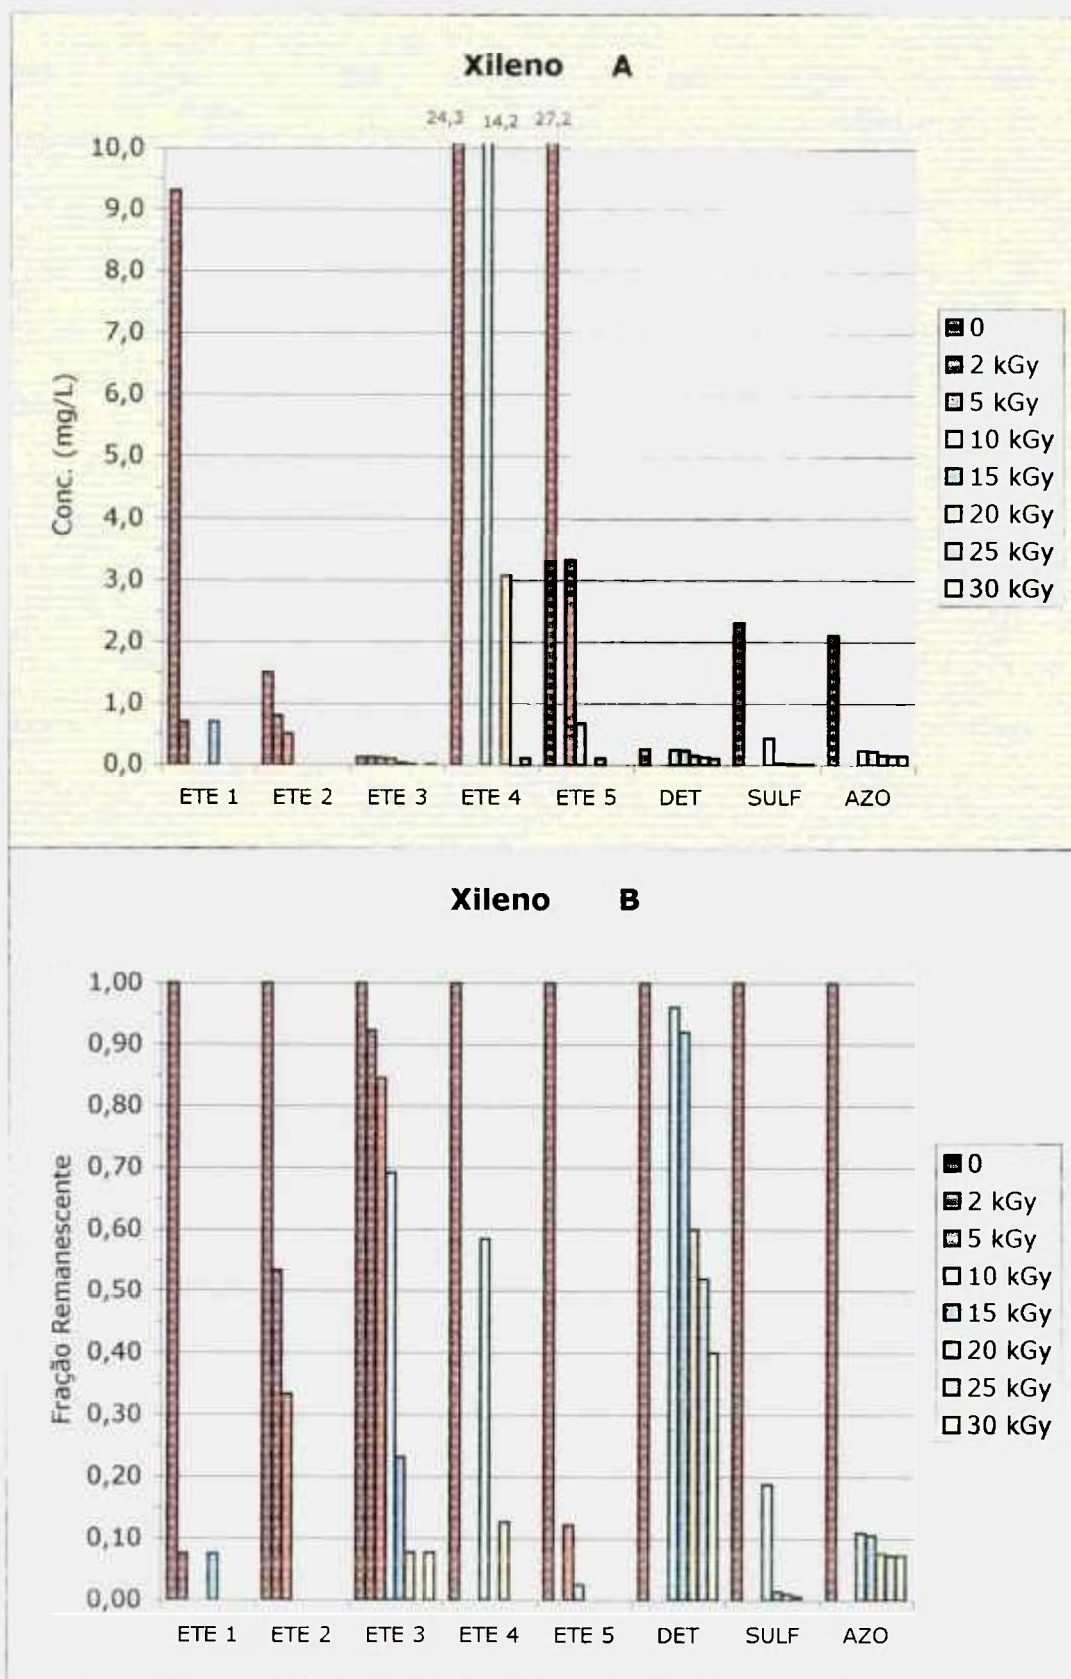 Xileno A
24,3 14,2 27,2
10,0
9,0
8,0
7,0
6,0
5,0
4,0
3,0
2,0
1,0
0,0
Conc. (mg/L)
ETE 1 ETE 2 ETE 3 ETE 4 ETE 5 DET SULF AZO
0
2 kGy
5 kGy
10 kGy
15 kGy
20 kGy
25 kGy
30 kGy
Xileno B
1,00
0,90
0,80
0,70
0,60
0,50
0,40
0,30
0,20
0,10
0,00
Fração Remanescente
ETE 1 ETE 2 ETE 3 ETE 4 ETE 5 DET SULF AZO
0
2 kGy
5 kGy
10 kGy
15 kGy
20 kGy
25 kGy
30 kGy